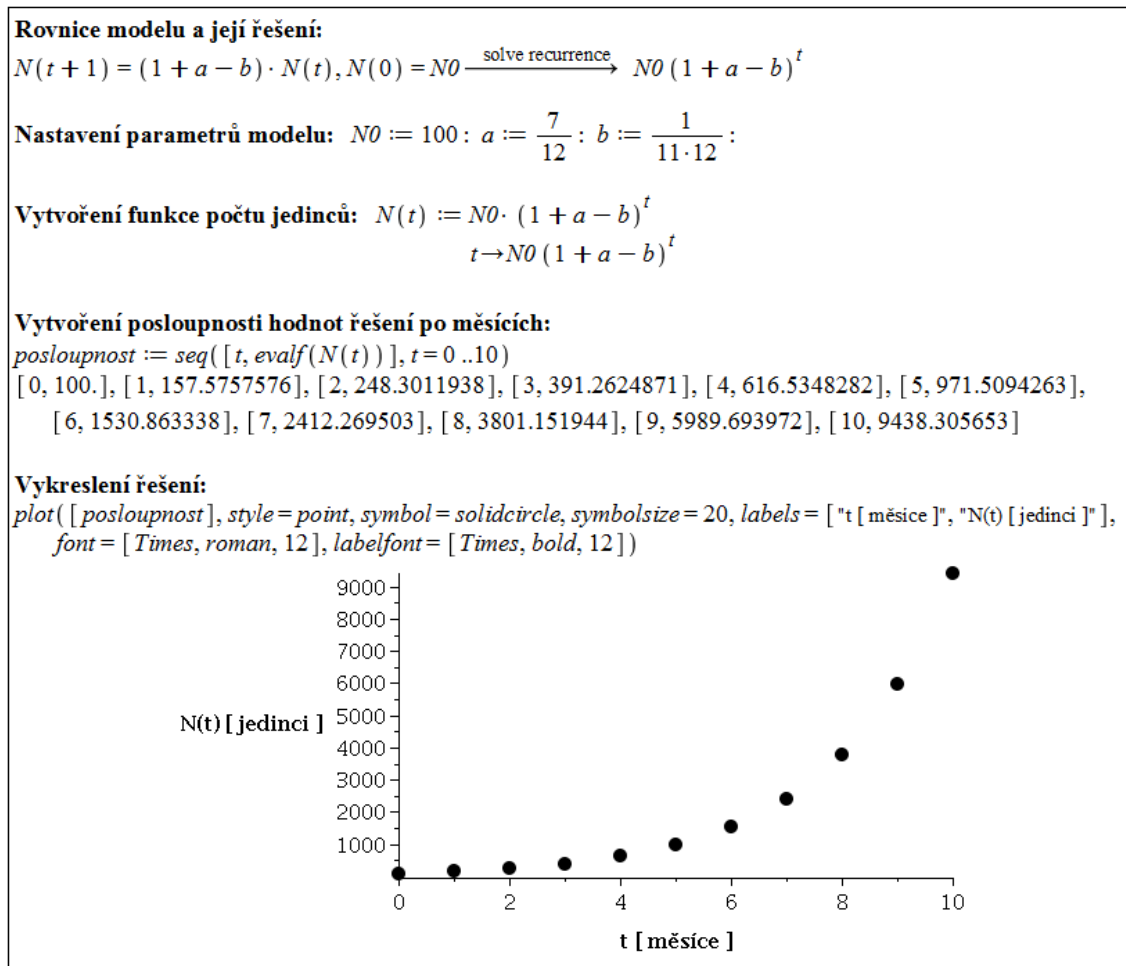 Rovnice modelu a její řešení:
N(t + 1) = (1 + a − b) · N(t), N(0) = N0 solve recurrence → N0 (1 + a − b)^t
Nastavení parametrů modelu: N0 := 100 : a := 7/12 : b := 1/(11·12) :
Vytvoření funkce počtu jedinců: N(t) := N0· (1 + a − b)^t
t→N0 (1 + a − b)^t
Vytvoření posloupnosti hodnot řešení po měsících:
posloupnost := seq([t, evalf(N(t))], t = 0 ..10)
[0, 100.], [1, 157.5757576], [2, 248.3011938], [3, 391.2624871], [4, 616.5348282], [5, 971.5094263],
[6, 1530.863338], [7, 2412.269503], [8, 3801.151944], [9, 5989.693972], [10, 9438.305653]
Vykreslení řešení:
plot([posloupnost], style = point, symbol = solidcircle, symbolsize = 20, labels = ["t [ měsíce ]", "N(t) [ jedinci ]"],
font = [Times, roman, 12], labelfont = [Times, bold, 12])
9000
8000
7000
6000
N(t) [ jedinci ]
5000
4000
3000
2000
1000
0 2 4 6 8 10
t [ měsíce ]